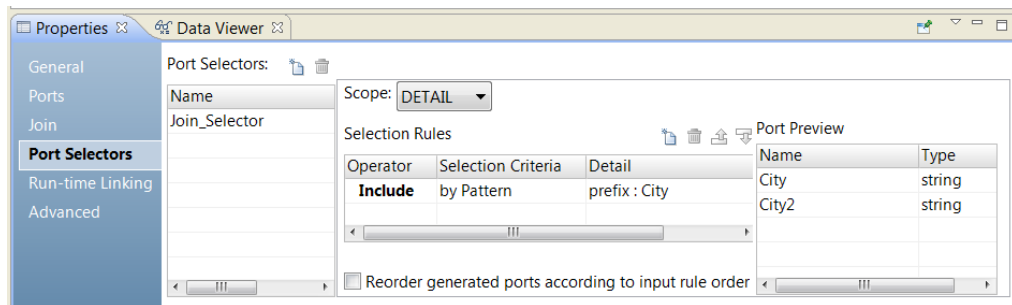 Properties Data Viewer
General
Ports
Join
Port Selectors
Run-time Linking
Advanced
Port Selectors:
Name
Join_Selector
Scope: DETAIL
Selection Rules
Operator Selection Criteria Detail
Include by Pattern prefix : City
Reorder generated ports according to input rule order
Port Preview
Name Type
City string
City2 string